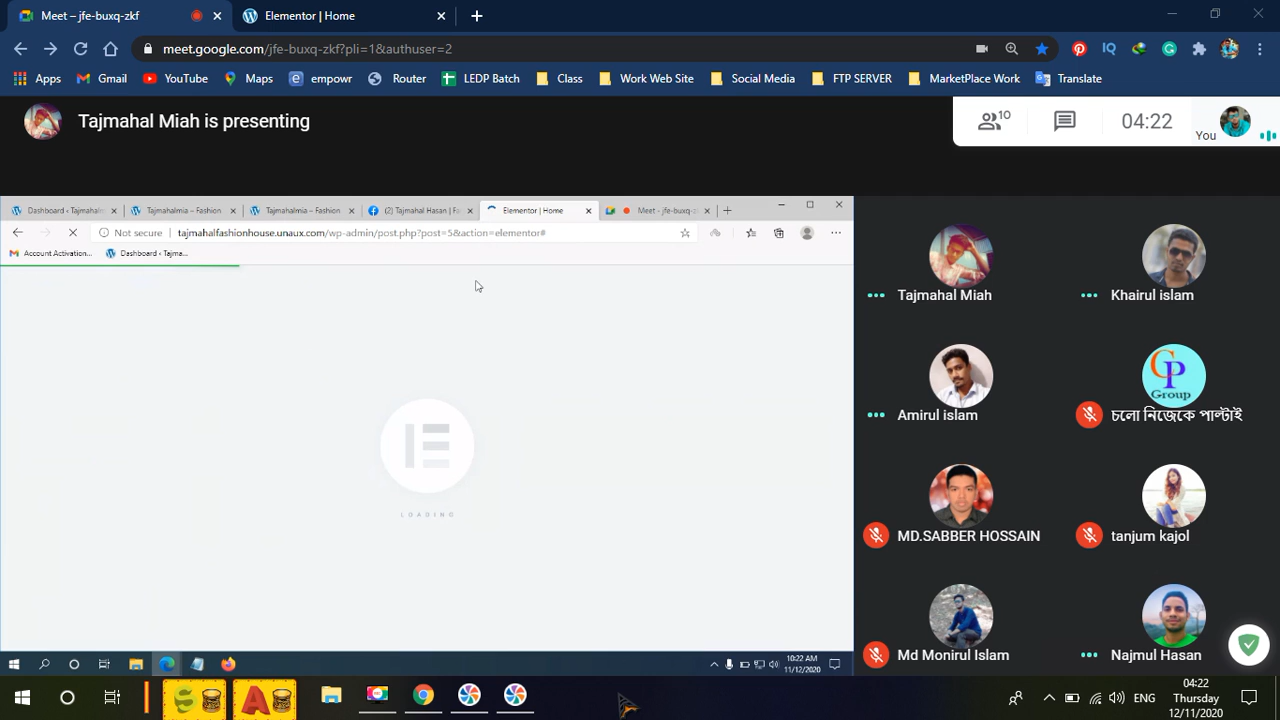 Meet – jfe-buxq-zkf
Elementor | Home
meet.google.com/jfe-buxq-zkf?pli=1&authuser=2
Apps
Gmail
YouTube
Maps
empowr
Router
LEDP Batch
Class
Work Web Site
Social Media
FTP SERVER
MarketPlace Work
Translate
Tajmahal Miah is presenting
10
04:22
You
Dashboard ‹ Tajmahal
Tajmahalmia – Fashion
Tajmahalmia – Fashion
(2) Tajmahal Hasan | Fa
Elementor | Home
Meet - jfe-buxq-zk
Not secure
tajmahalfashionhouse.unaux.com/wp-admin/post.php?post=5&action=elementor#
Account Activation...
Dashboard ‹ Tajma...
LOADING
10:22 AM
11/12/2020
Tajmahal Miah
Khairul islam
Amirul islam
CP
Group
চলো নিজেকে পাল্টাই
MD.SABBER HOSSAIN
tanjum kajol
Md Monirul Islam
Najmul Hasan
ENG
04:22
Thursday
12/11/2020